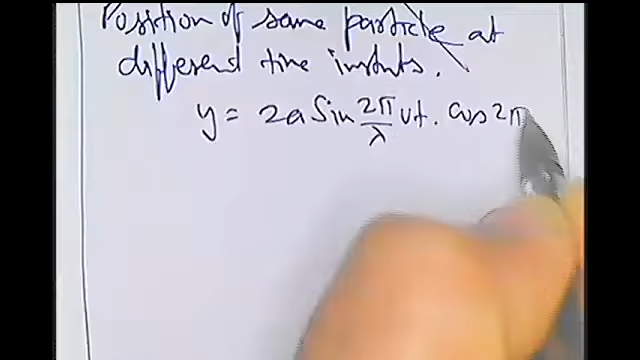 Position of same particle at
different time instants.
y = 2a Sin 2π/λ vt . Cos 2π